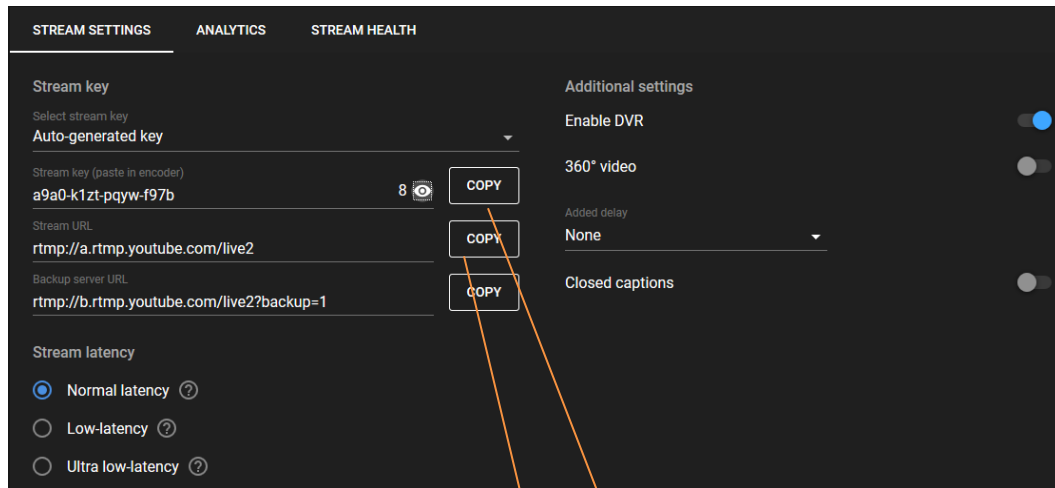 STREAM SETTINGS ANALYTICS STREAM HEALTH
Stream key
Select stream key
Auto-generated key
Stream key (paste in encoder)
a9a0-k1zt-pqyw-f97b 8 COPY
Stream URL
rtmp://a.rtmp.youtube.com/live2 COPY
Backup server URL
rtmp://b.rtmp.youtube.com/live2?backup=1 COPY
Stream latency
Normal latency ?
Low-latency ?
Ultra low-latency ?
Additional settings
Enable DVR
360° video
Added delay
None
Closed captions